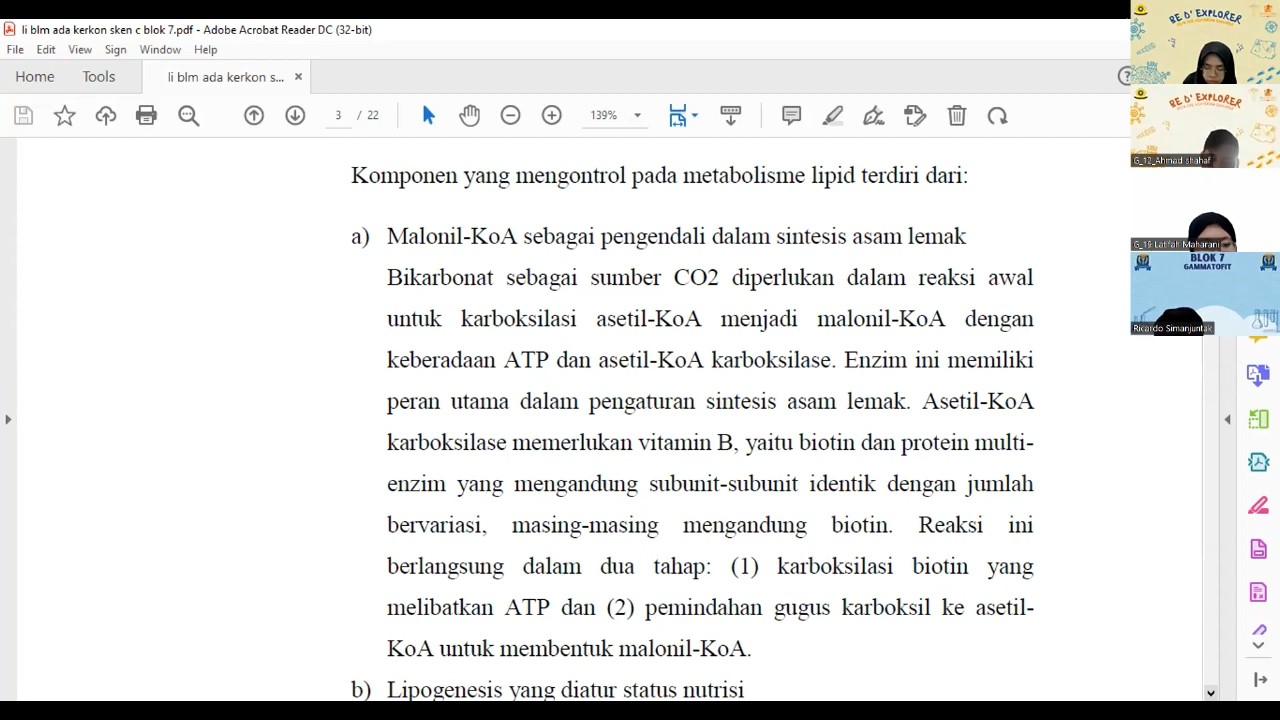 li blm ada kerkon sken c blok 7.pdf - Adobe Acrobat Reader DC (32-bit)
File Edit View Sign Window Help
Home Tools li blm ada kerkon s... ×
3 / 22 139%
Komponen yang mengontrol pada metabolisme lipid terdiri dari:
a) Malonil-KoA sebagai pengendali dalam sintesis asam lemak
Bikarbonat sebagai sumber CO2 diperlukan dalam reaksi awal
untuk karboksilasi asetil-KoA menjadi malonil-KoA dengan
keberadaan ATP dan asetil-KoA karboksilase. Enzim ini memiliki
peran utama dalam pengaturan sintesis asam lemak. Asetil-KoA
karboksilase memerlukan vitamin B, yaitu biotin dan protein multi-
enzim yang mengandung subunit-subunit identik dengan jumlah
bervariasi, masing-masing mengandung biotin. Reaksi ini
berlangsung dalam dua tahap: (1) karboksilasi biotin yang
melibatkan ATP dan (2) pemindahan gugus karboksil ke asetil-
KoA untuk membentuk malonil-KoA.
b) Lipogenesis yang diatur status nutrisi
BE D' EXPLORER
BE D' EXPLORER
G_12_Ahmad shahaf
G_19 Latifah Maharani
BLOK 7
GAMMATOFIT
Ricardo Simanjuntak